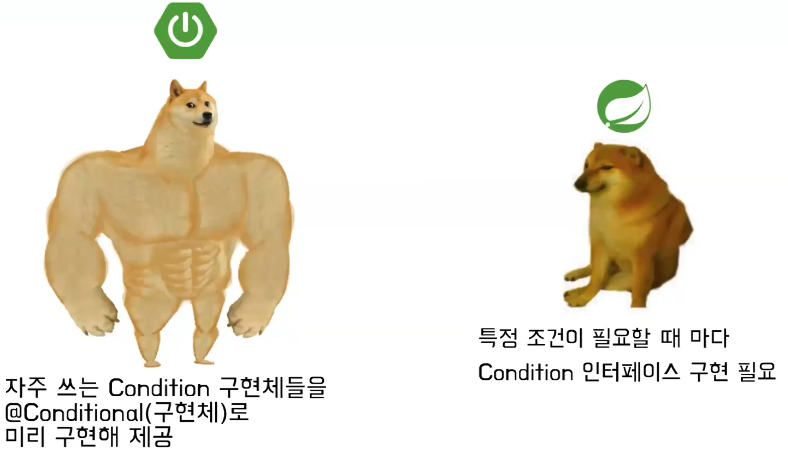 자주 쓰는 Condition 구현체들을
@Conditional(구현체)로
미리 구현해 제공
특정 조건이 필요할 때 마다
Condition 인터페이스 구현 필요